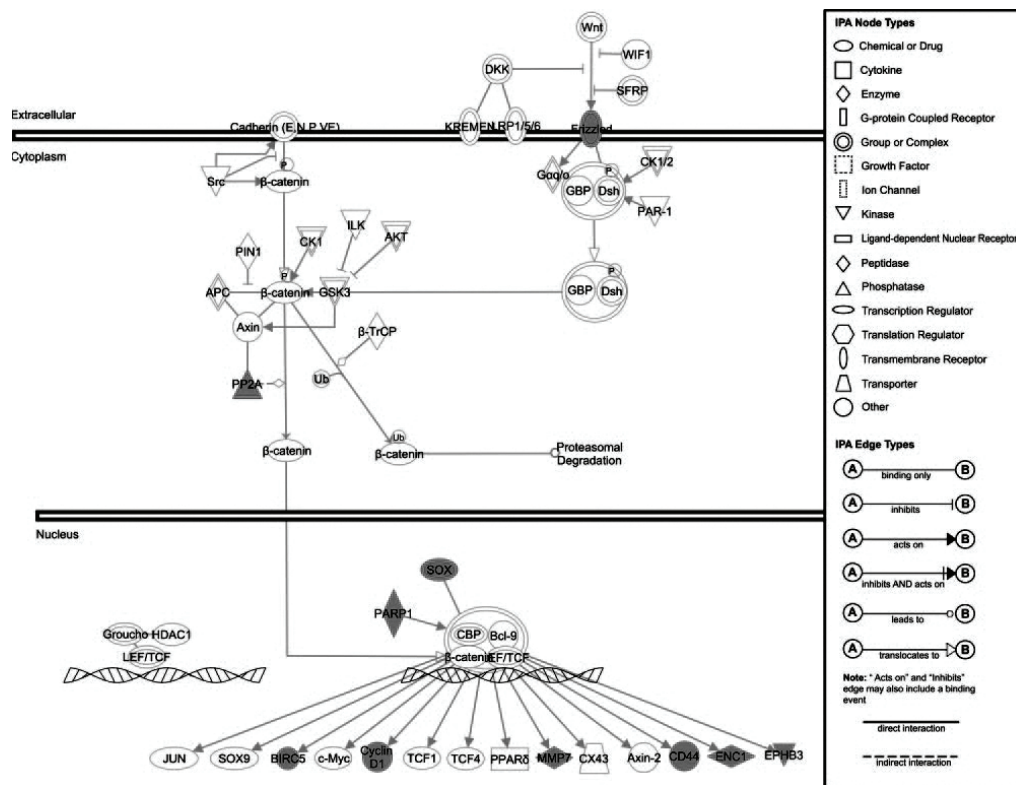 Wnt
WIF1
DKK
SFRP
Extracellular
Cadherin (E,N,P,VE)
KREMEN
LRP1/5/6
Frizzled
Cytoplasm
P
Src
β-catenin
Gαq/o
P
CK1/2
GBP
Dsh
PAR-1
ILK
AKT
CK1
PIN1
P
APC
β-catenin
GSK3
P
GBP
Dsh
Axin
β-TrCP
PP2A
Ub
β-catenin
Ub
β-catenin
Proteasomal
Degradation
Nucleus
SOX
PARP1
Groucho
HDAC1
CBP
Bcl-9
LEF/TCF
β-catenin
LEF/TCF
JUN
SOX9
BIRC5
c-Myc
Cyclin
D1
TCF1
TCF4
PPARδ
MMP7
CX43
Axin-2
CD44
ENC1
EPHB3
IPA Node Types
Chemical or Drug
Cytokine
Enzyme
G-protein Coupled Receptor
Group or Complex
Growth Factor
Ion Channel
Kinase
Ligand-dependent Nuclear Receptor
Peptidase
Phosphatase
Transcription Regulator
Translation Regulator
Transmembrane Receptor
Transporter
Other
IPA Edge Types
A binding only B
A inhibits B
A acts on B
A inhibits AND acts on B
A leads to B
A translocates to B
Note: " Acts on" and "Inhibits"
edge may also include a binding
event
direct interaction
indirect interaction